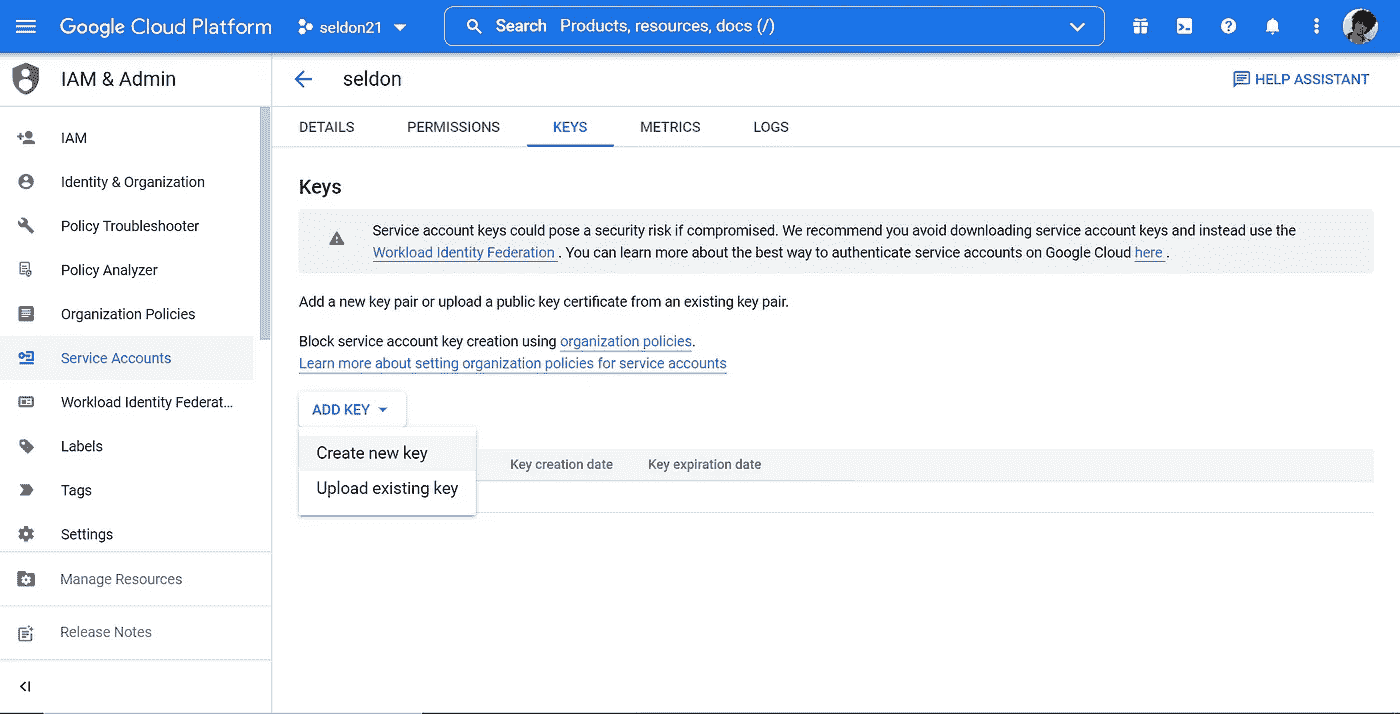 Google Cloud Platform
seldon21
Search Products, resources, docs (/)
IAM & Admin
seldon
HELP ASSISTANT
DETAILS
PERMISSIONS
KEYS
METRICS
LOGS
IAM
Identity & Organization
Policy Troubleshooter
Policy Analyzer
Organization Policies
Service Accounts
Workload Identity Federat...
Labels
Tags
Settings
Manage Resources
Release Notes
Keys
Service account keys could pose a security risk if compromised. We recommend you avoid downloading service account keys and instead use the
Workload Identity Federation . You can learn more about the best way to authenticate service accounts on Google Cloud here .
Add a new key pair or upload a public key certificate from an existing key pair.
Block service account key creation using organization policies.
Learn more about setting organization policies for service accounts
ADD KEY
Create new key
Upload existing key
Key creation date
Key expiration date